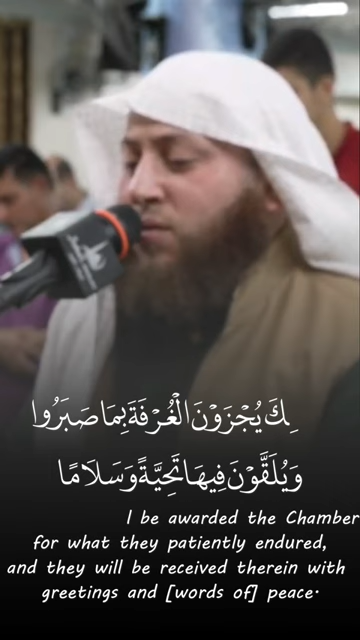 ـِكَ يُجْزَوْنَ الْغُرْفَةَ بِمَا صَبَرُوا
وَيُلَقَّوْنَ فِيهَا تَحِيَّةً وَسَلَامًا
l be awarded the Chamber
for what they patiently endured,
and they will be received therein with
greetings and [words of] peace.